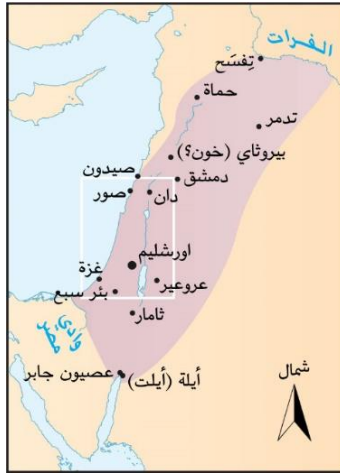 الفرات
تِفسَح
حماة
تدمر
بيروثاي (خون؟)
صيدون
دمشق
صور
دان
اورشليم
غزة
بئر سبع
عروعير
ثامار
وادي
مصر
عصيون جابر
أيلة (أيلت)
شمال